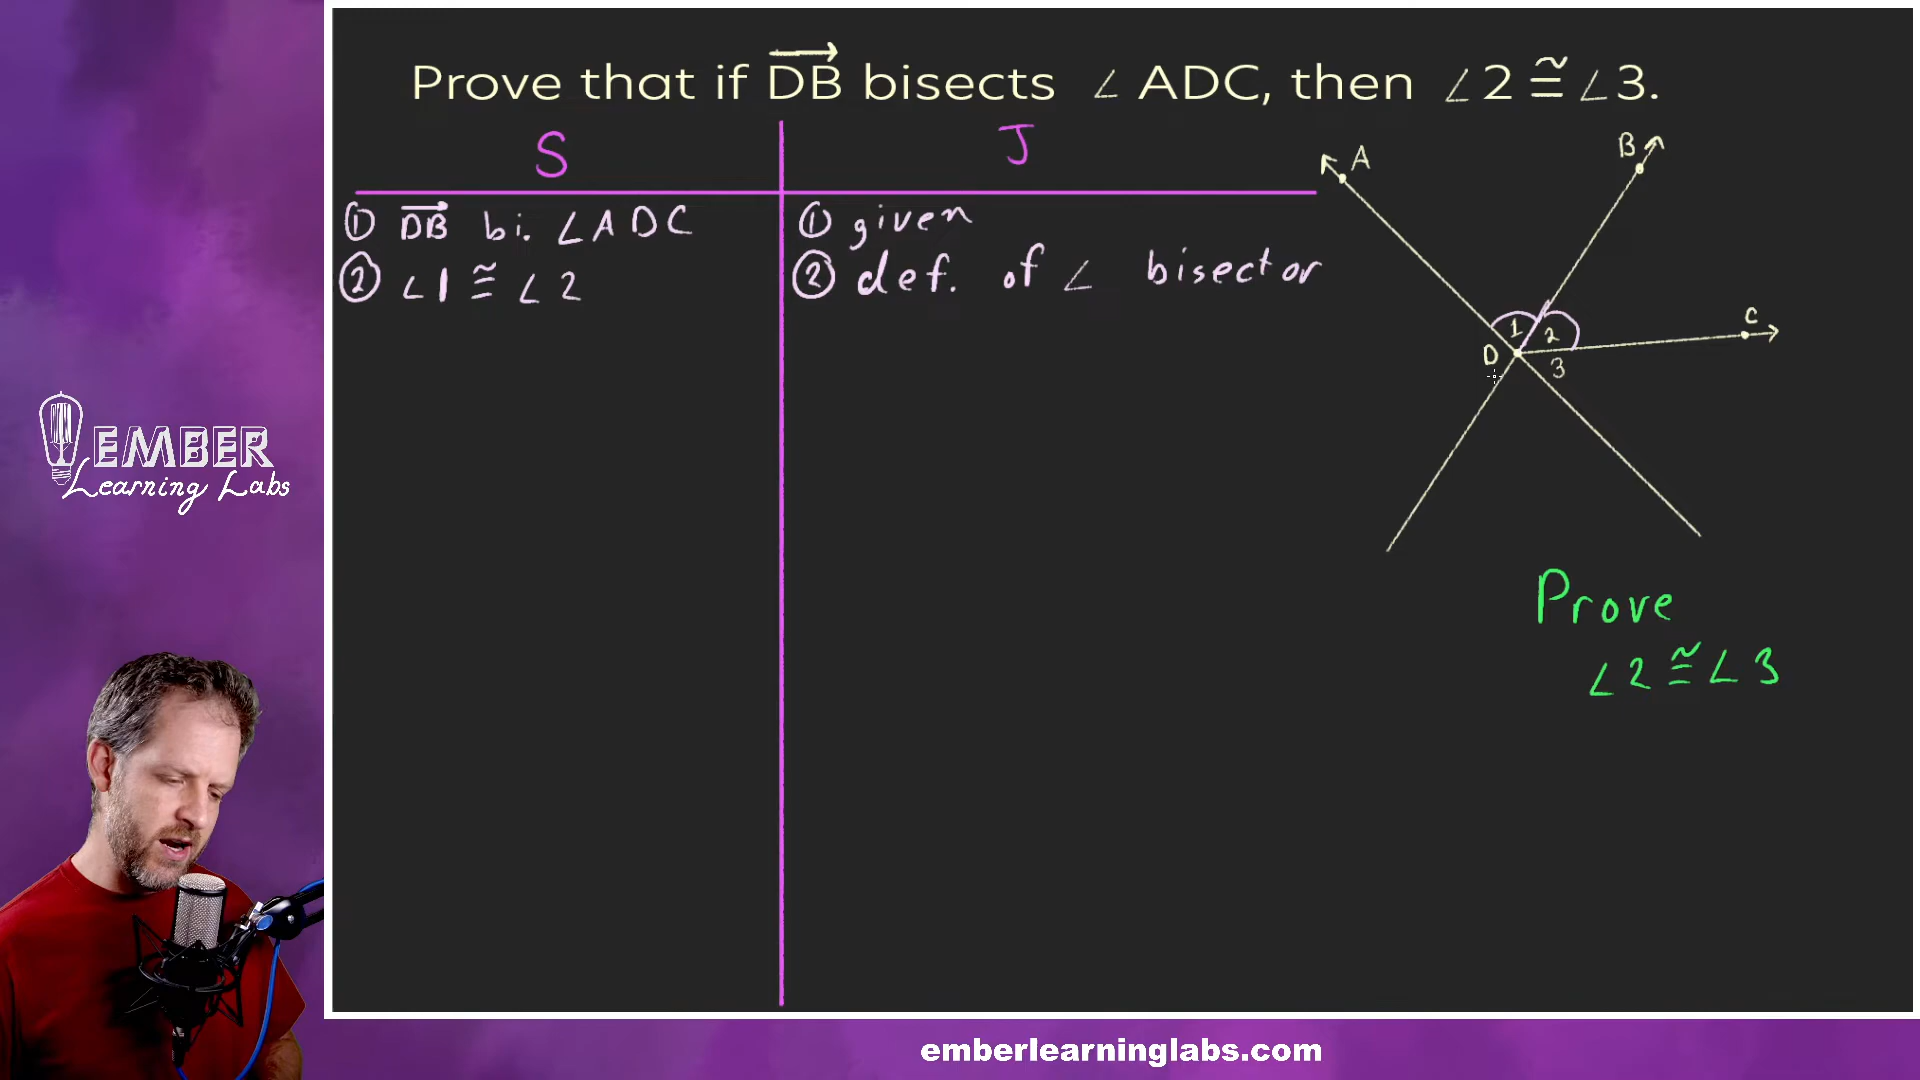 Prove that if DB bisects ∠ ADC, then ∠2 ≅ ∠3.
S
J
① DB bi. ∠ADC
① given
② ∠1 ≅ ∠2
② def. of ∠ bisector
A
B
C
1
2
D
3
Prove
∠2 ≅ ∠3
EMBER
Learning Labs
emberlearninglabs.com